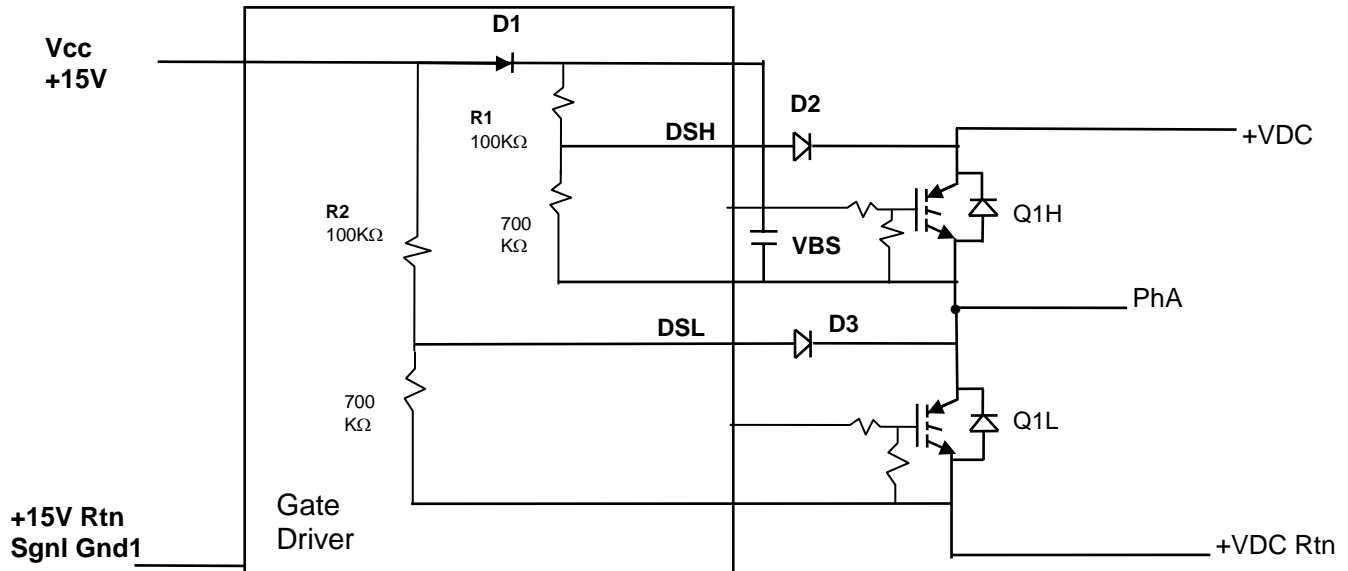 D1
Vcc
+15V
D2
R1
100KΩ
DSH
+VDC
R2
100KΩ
700
KΩ
VBS
Q1H
PhA
DSL
D3
700
KΩ
Q1L
+15V Rtn
Sgnl Gnd1
Gate
Driver
+VDC Rtn